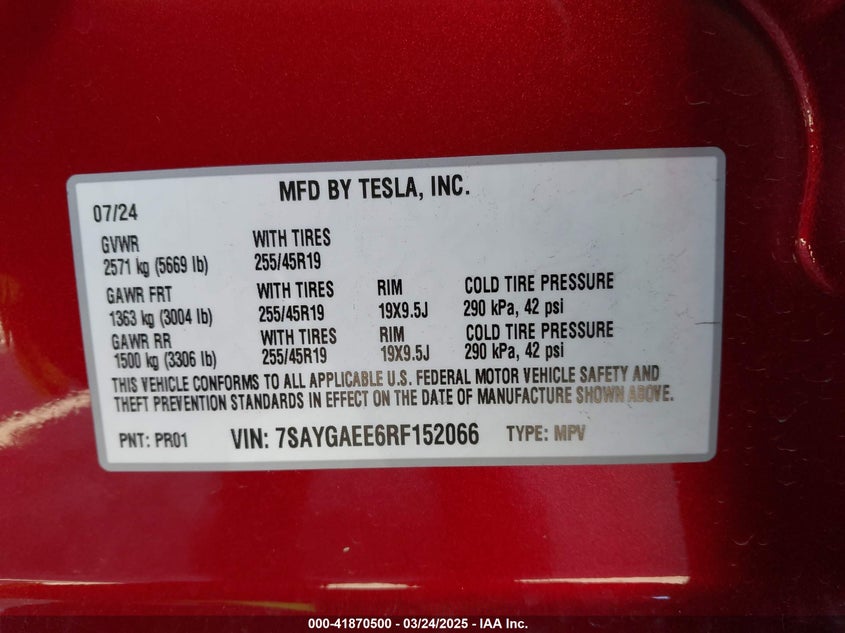 MFD BY TESLA, INC.
07/24
GVWR WITH TIRES
2571 kg (5669 lb) 255/45R19
GAWR FRT WITH TIRES RIM COLD TIRE PRESSURE
1363 kg (3004 lb) 255/45R19 19X9.5J 290 kPa, 42 psi
GAWR RR WITH TIRES RIM COLD TIRE PRESSURE
1500 kg (3306 lb) 255/45R19 19X9.5J 290 kPa, 42 psi
THIS VEHICLE CONFORMS TO ALL APPLICABLE U.S. FEDERAL MOTOR VEHICLE SAFETY AND
THEFT PREVENTION STANDARDS IN EFFECT ON THE DATE OF MANUFACTURE SHOWN ABOVE.
PNT: PR01 VIN: 7SAYGAEE6RF152066 TYPE: MPV
000-41870500 - 03/24/2025 - IAA Inc.